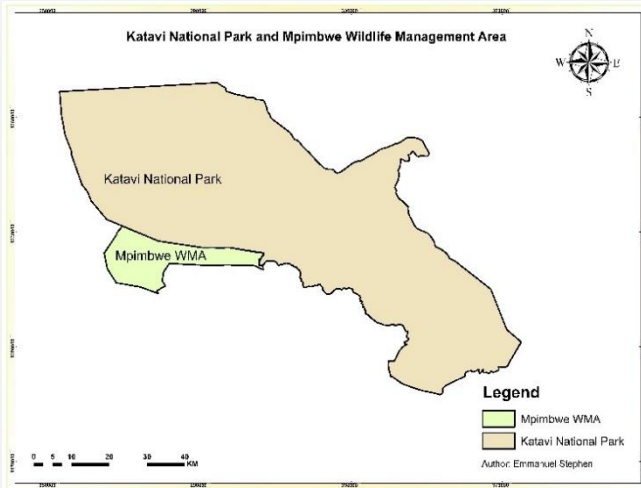 Katavi National Park and Mpimbwe Wildlife Management Area
N
W E
S
Katavi National Park
Mpimbwe WMA
Legend
Mpimbwe WMA
Katavi National Park
Author: Emmanuel Stephen
0 5 10 20 30 40
KM